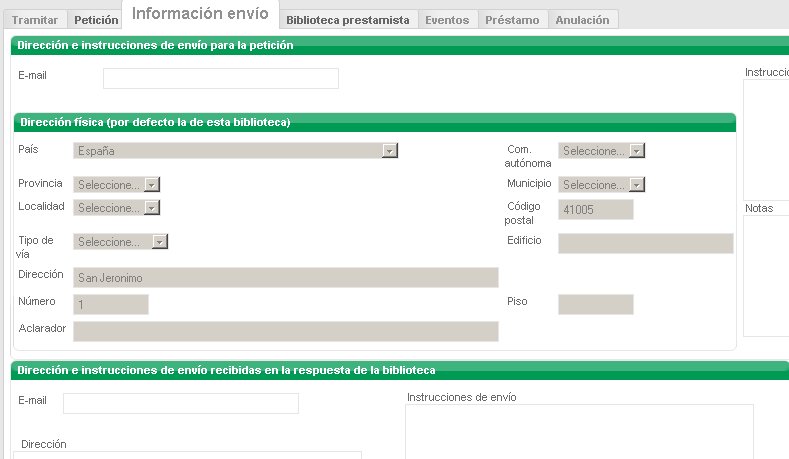 Tramitar Petición Información envío Biblioteca prestamista Eventos Préstamo Anulación
Dirección e instrucciones de envío para la petición
E-mail
Instrucci
Dirección física (por defecto la de esta biblioteca)
País España Com. autónoma Seleccione...
Provincia Seleccione... Municipio Seleccione...
Localidad Seleccione... Código postal 41005
Notas
Tipo de vía Seleccione... Edificio
Dirección San Jeronimo
Número 1 Piso
Aclarador
Dirección e instrucciones de envío recibidas en la respuesta de la biblioteca
E-mail Instrucciones de envío
Dirección